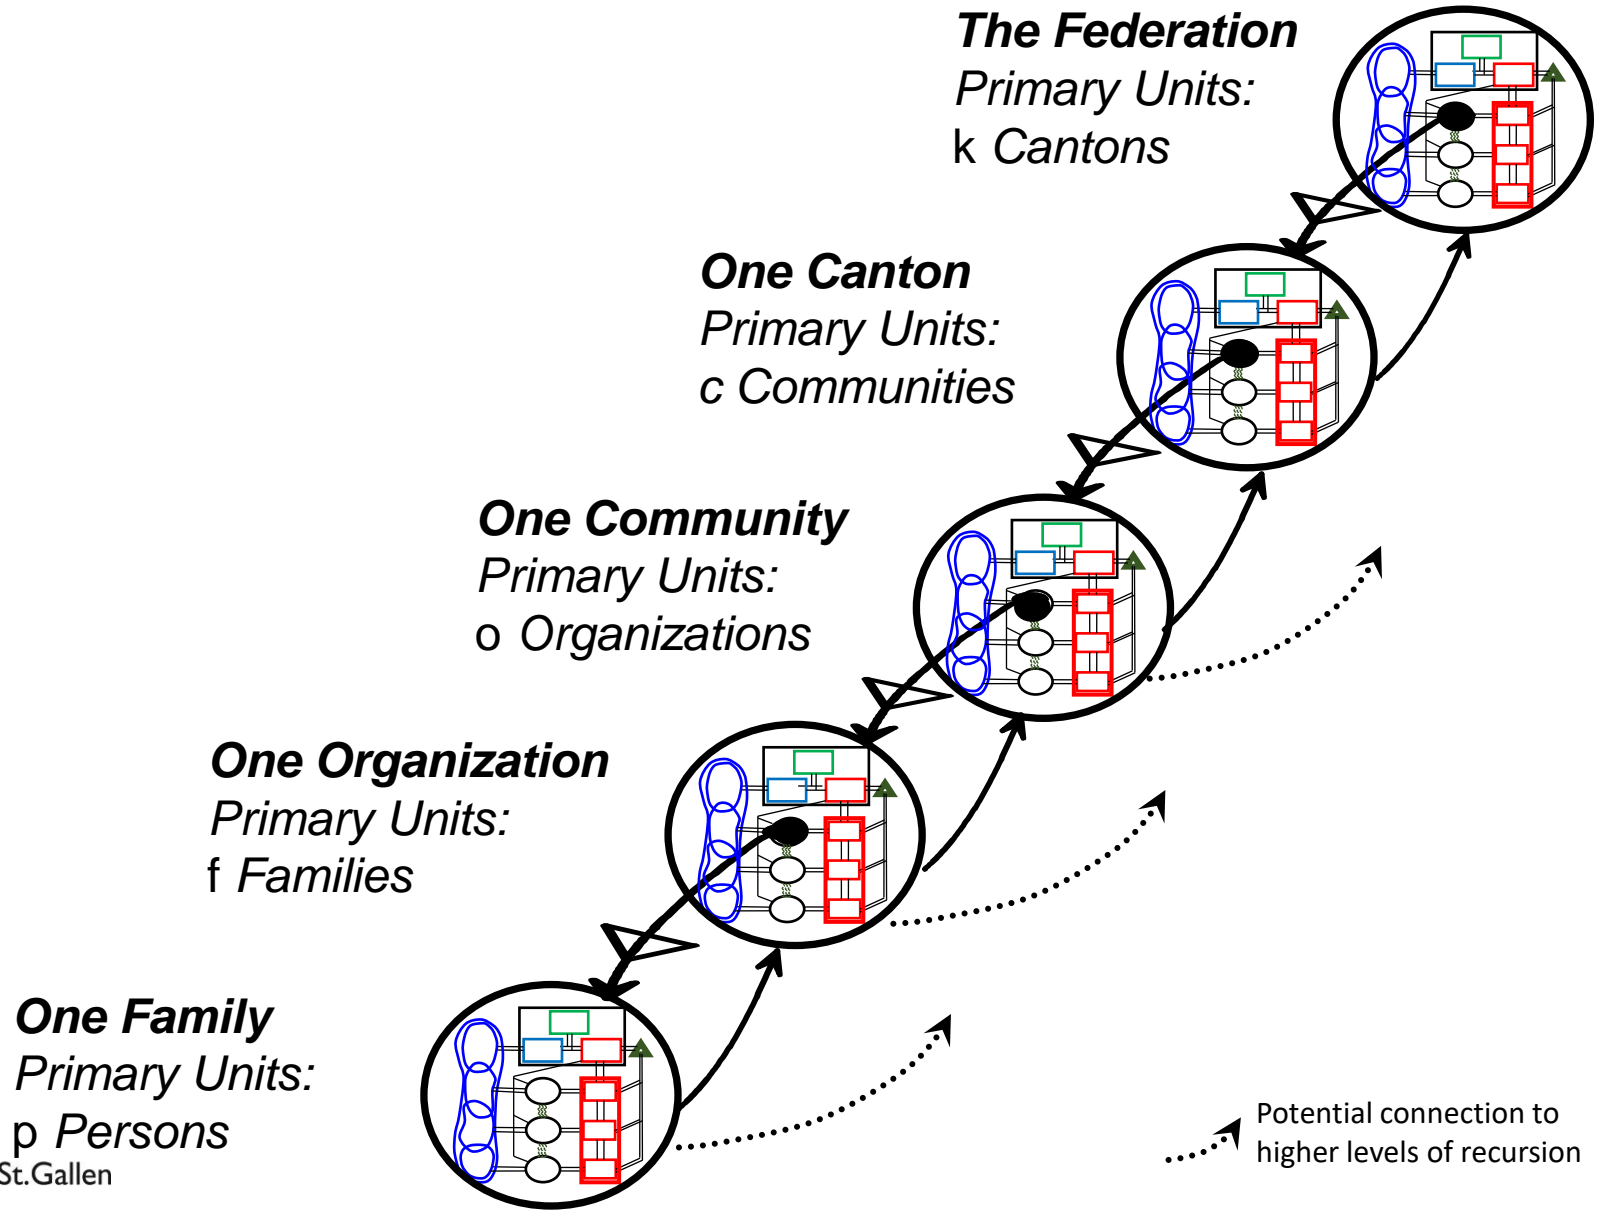 The Federation
Primary Units:
k Cantons
One Canton
Primary Units:
c Communities
One Community
Primary Units:
o Organizations
One Organization
Primary Units:
f Families
One Family
Primary Units:
p Persons
St.Gallen
Potential connection to
higher levels of recursion